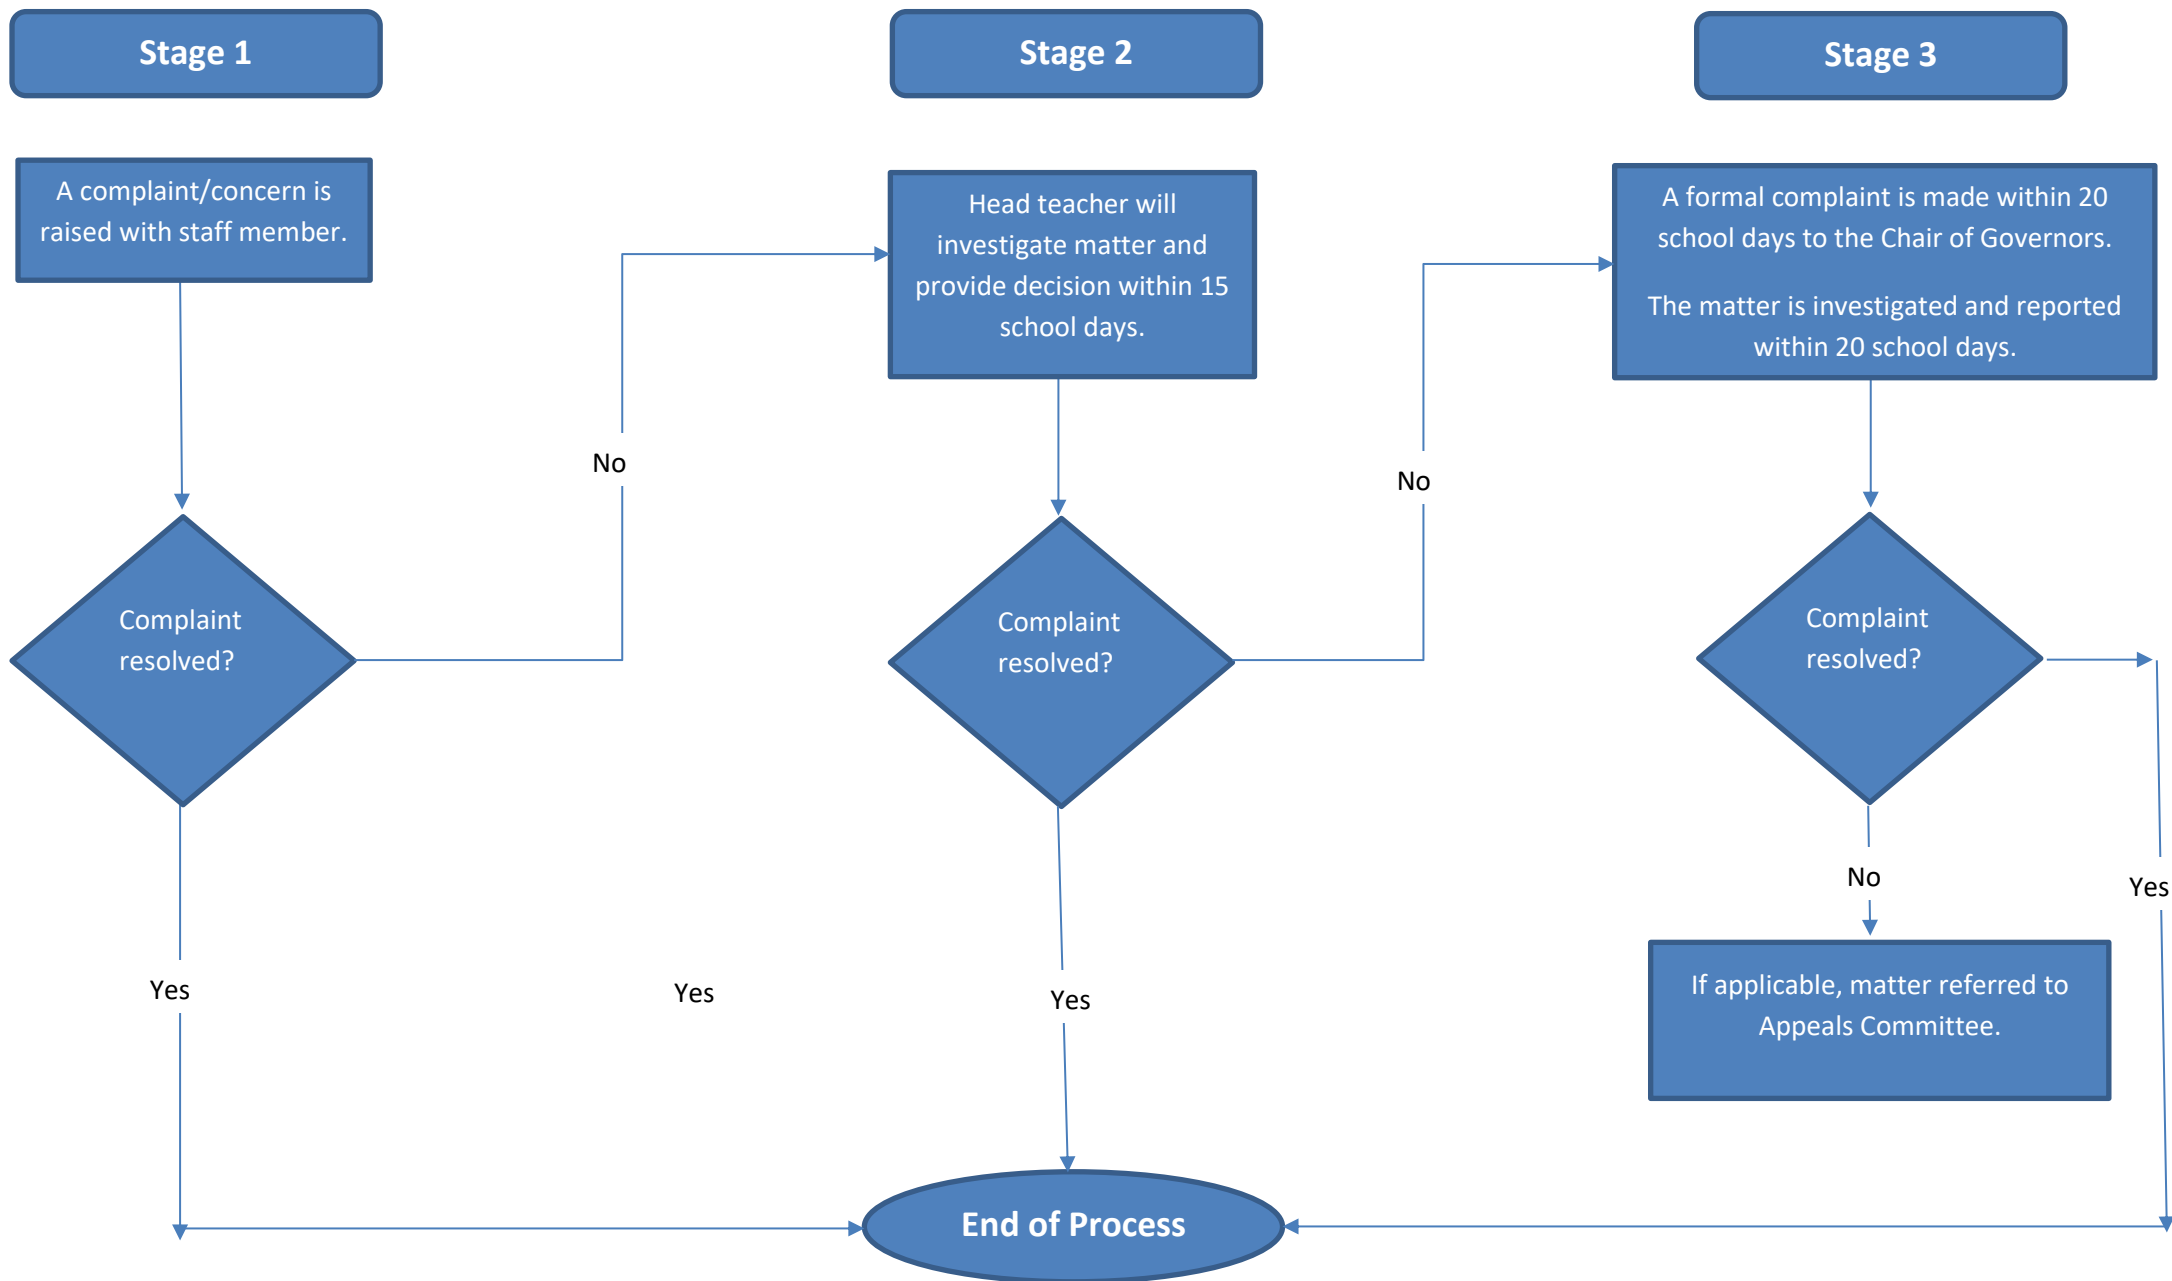 Stage 1
Stage 2
Stage 3
A complaint/concern is
raised with staff member.
Head teacher will
investigate matter and
provide decision within 15
school days.
A formal complaint is made within 20
school days to the Chair of Governors.
The matter is investigated and reported
within 20 school days.
No
No
Complaint
resolved?
Complaint
resolved?
Complaint
resolved?
No
Yes
Yes
Yes
Yes
If applicable, matter referred to
Appeals Committee.
End of Process